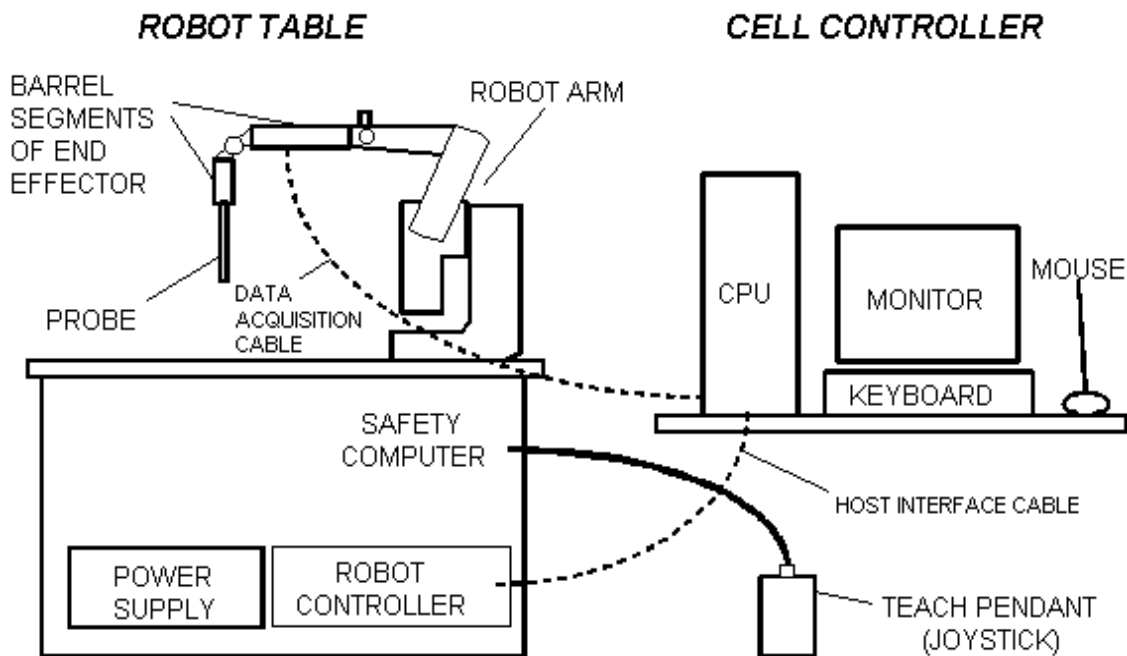 ROBOT TABLE
CELL CONTROLLER
BARREL
SEGMENTS
OF END
EFFECTOR
ROBOT ARM
PROBE
DATA
ACQUISITION
CABLE
CPU
MONITOR
MOUSE
KEYBOARD
SAFETY
COMPUTER
HOST INTERFACE CABLE
POWER
SUPPLY
ROBOT
CONTROLLER
TEACH PENDANT
(JOYSTICK)